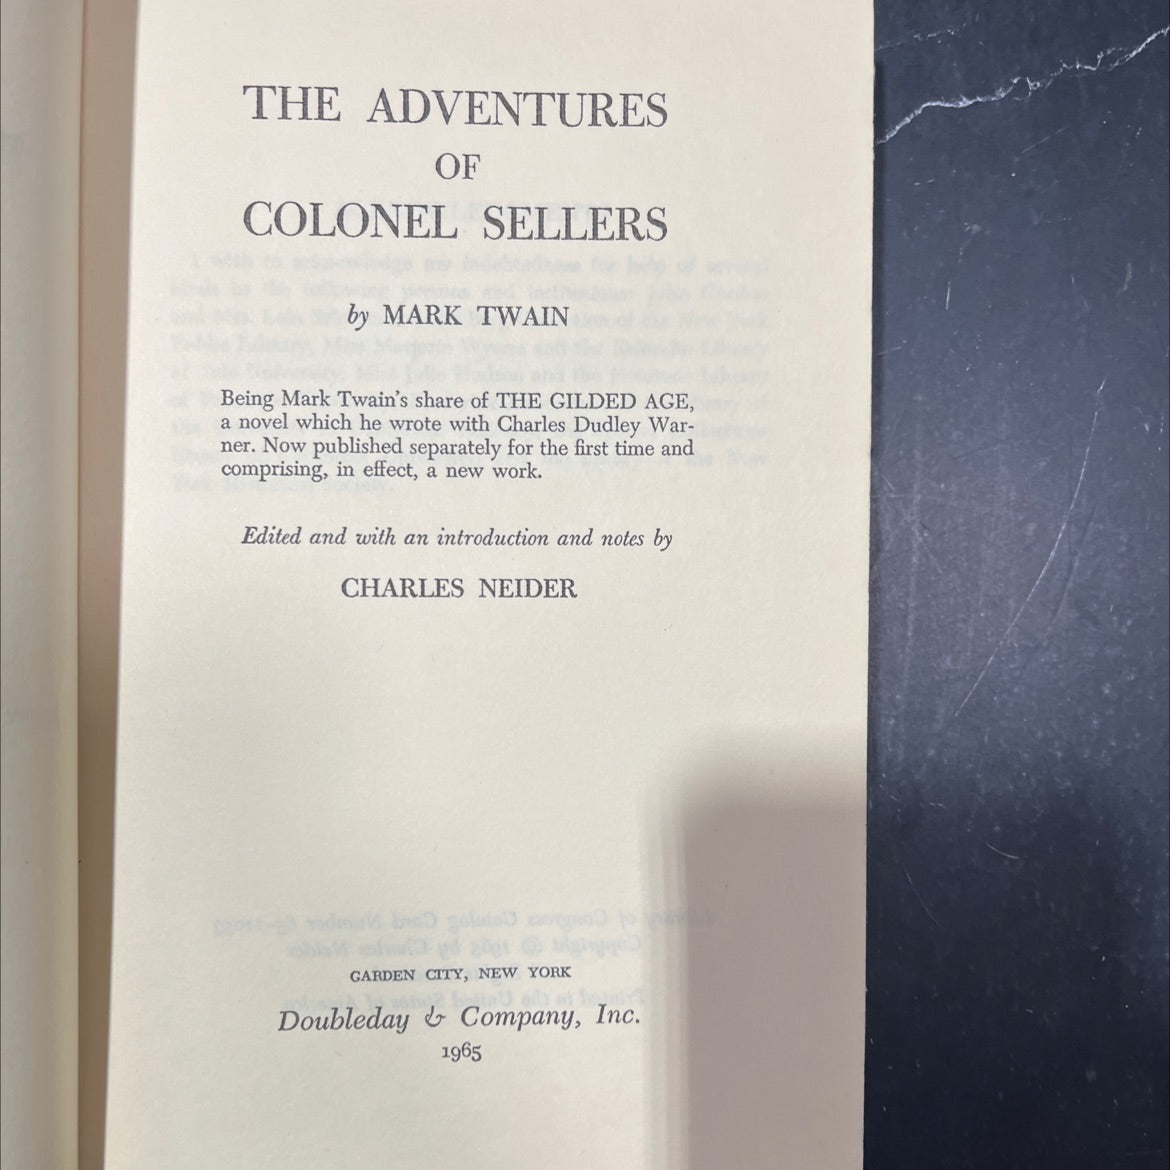 THE ADVENTURES
OF
COLONEL SELLERS
by MARK TWAIN
Being Mark Twain's share of THE GILDED AGE,
a novel which he wrote with Charles Dudley War-
ner. Now published separately for the first time and
comprising, in effect, a new work.
Edited and with an introduction and notes by
CHARLES NEIDER
GARDEN CITY, NEW YORK
Doubleday & Company, Inc.
1965